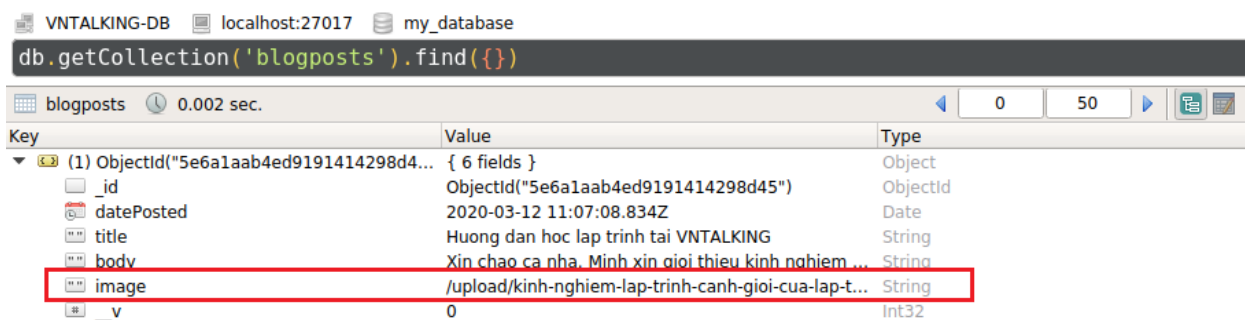 VNTALKING-DB localhost:27017 my_database
db.getCollection('blogposts').find({})
blogposts 0.002 sec. 0 50
Key Value Type
(1) ObjectId("5e6a1aab4ed9191414298d4... { 6 fields } Object
_id ObjectId("5e6a1aab4ed9191414298d45") ObjectId
datePosted 2020-03-12 11:07:08.834Z Date
title Huong dan hoc lap trinh tai VNTALKING String
body Xin chao ca nha. Minh xin gioi thieu kinh nghiem ... String
image /upload/kinh-nghiem-lap-trinh-canh-gioi-cua-lap-t... String
__v 0 Int32